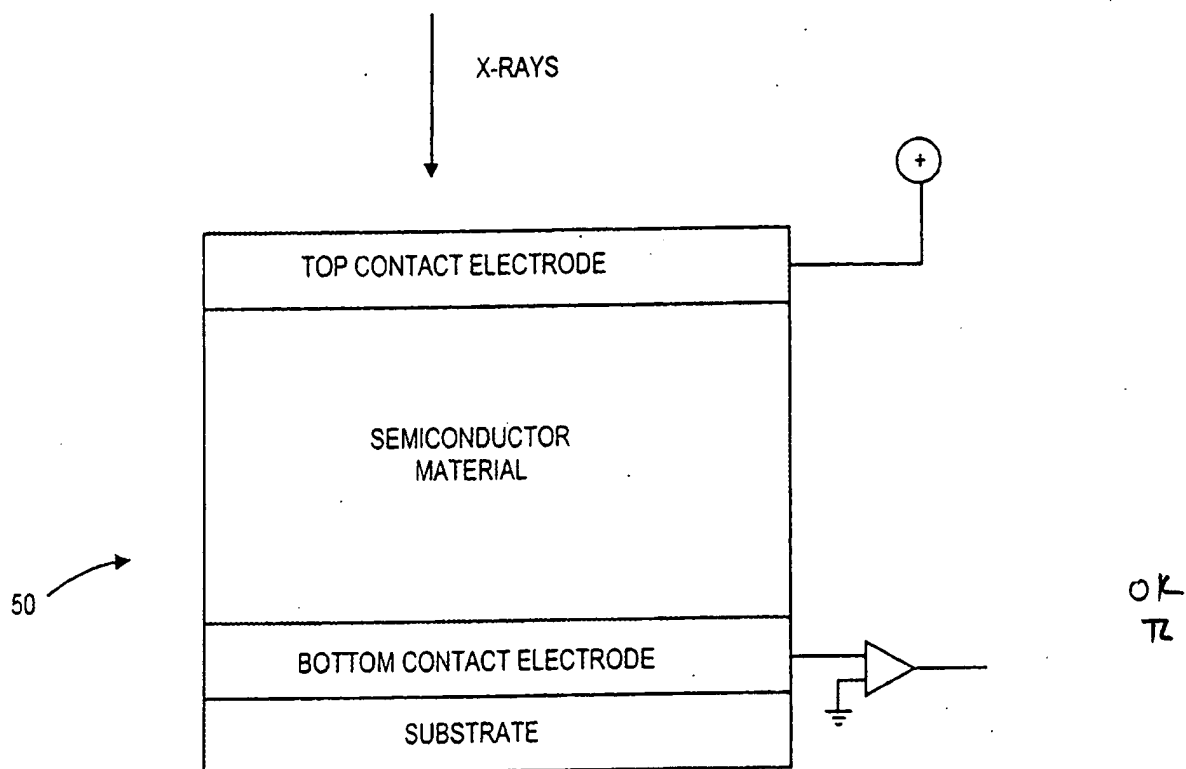 X-RAYS
+
TOP CONTACT ELECTRODE
SEMICONDUCTOR
MATERIAL
50
OK
BOTTOM CONTACT ELECTRODE
SUBSTRATE